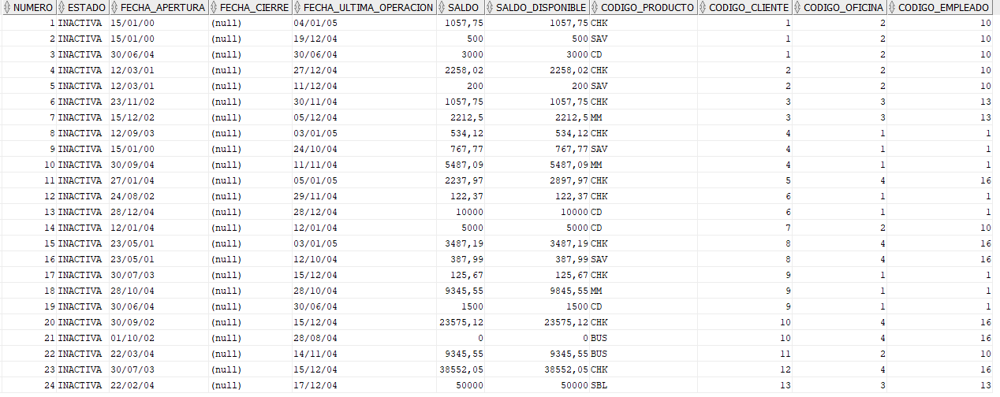 NUMERO ESTADO FECHA_APERTURA FECHA_CIERRE FECHA_ULTIMA_OPERACION SALDO SALDO_DISPONIBLE CODIGO_PRODUCTO CODIGO_CLIENTE CODIGO_OFICINA CODIGO_EMPLEADO
1 INACTIVA 15/01/00 (null) 04/01/05 1057,75 1057,75 CHK 1 2 10
2 INACTIVA 15/01/00 (null) 19/12/04 500 500 SAV 1 2 10
3 INACTIVA 30/06/04 (null) 30/06/04 3000 3000 CD 1 2 10
4 INACTIVA 12/03/01 (null) 27/12/04 2258,02 2258,02 CHK 2 2 10
5 INACTIVA 12/03/01 (null) 11/12/04 200 200 SAV 2 2 10
6 INACTIVA 23/11/02 (null) 30/11/04 1057,75 1057,75 CHK 3 3 13
7 INACTIVA 15/12/02 (null) 05/12/04 2212,5 2212,5 MM 3 3 13
8 INACTIVA 12/09/03 (null) 03/01/05 534,12 534,12 CHK 4 1 1
9 INACTIVA 15/01/00 (null) 24/10/04 767,77 767,77 SAV 4 1 1
10 INACTIVA 30/09/04 (null) 11/11/04 5487,09 5487,09 MM 4 1 1
11 INACTIVA 27/01/04 (null) 05/01/05 2237,97 2897,97 CHK 5 4 16
12 INACTIVA 24/08/02 (null) 29/11/04 122,37 122,37 CHK 6 1 1
13 INACTIVA 28/12/04 (null) 28/12/04 10000 10000 CD 6 1 1
14 INACTIVA 12/01/04 (null) 12/01/04 5000 5000 CD 7 2 10
15 INACTIVA 23/05/01 (null) 03/01/05 3487,19 3487,19 CHK 8 4 16
16 INACTIVA 23/05/01 (null) 12/10/04 387,99 387,99 SAV 8 4 16
17 INACTIVA 30/07/03 (null) 15/12/04 125,67 125,67 CHK 9 1 1
18 INACTIVA 28/10/04 (null) 28/10/04 9345,55 9845,55 MM 9 1 1
19 INACTIVA 30/06/04 (null) 30/06/04 1500 1500 CD 9 1 1
20 INACTIVA 30/09/02 (null) 15/12/04 23575,12 23575,12 CHK 10 4 16
21 INACTIVA 01/10/02 (null) 28/08/04 0 0 BUS 10 4 16
22 INACTIVA 22/03/04 (null) 14/11/04 9345,55 9345,55 BUS 11 2 10
23 INACTIVA 30/07/03 (null) 15/12/04 38552,05 38552,05 CHK 12 4 16
24 INACTIVA 22/02/04 (null) 17/12/04 50000 50000 SBL 13 3 13